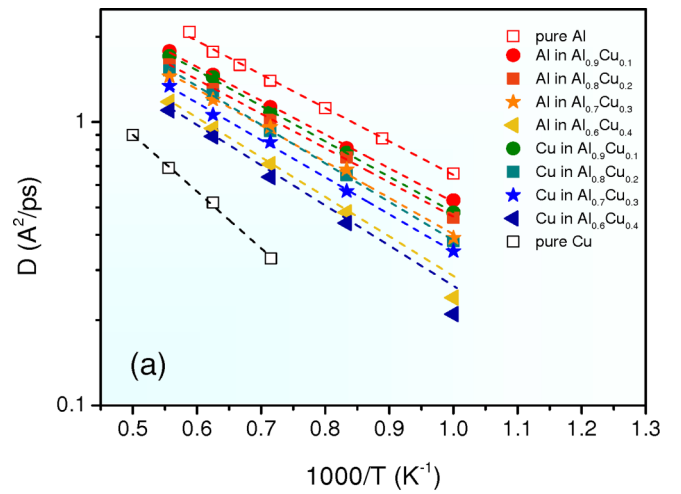 pure Al
Al in Al0.9Cu0.1
Al in Al0.8Cu0.2
Al in Al0.7Cu0.3
Al in Al0.6Cu0.4
Cu in Al0.9Cu0.1
Cu in Al0.8Cu0.2
Cu in Al0.7Cu0.3
Cu in Al0.6Cu0.4
pure Cu
1
0.1
D (A²/ps)
(a)
0.5 0.6 0.7 0.8 0.9 1.0 1.1 1.2 1.3
1000/T (K⁻¹)